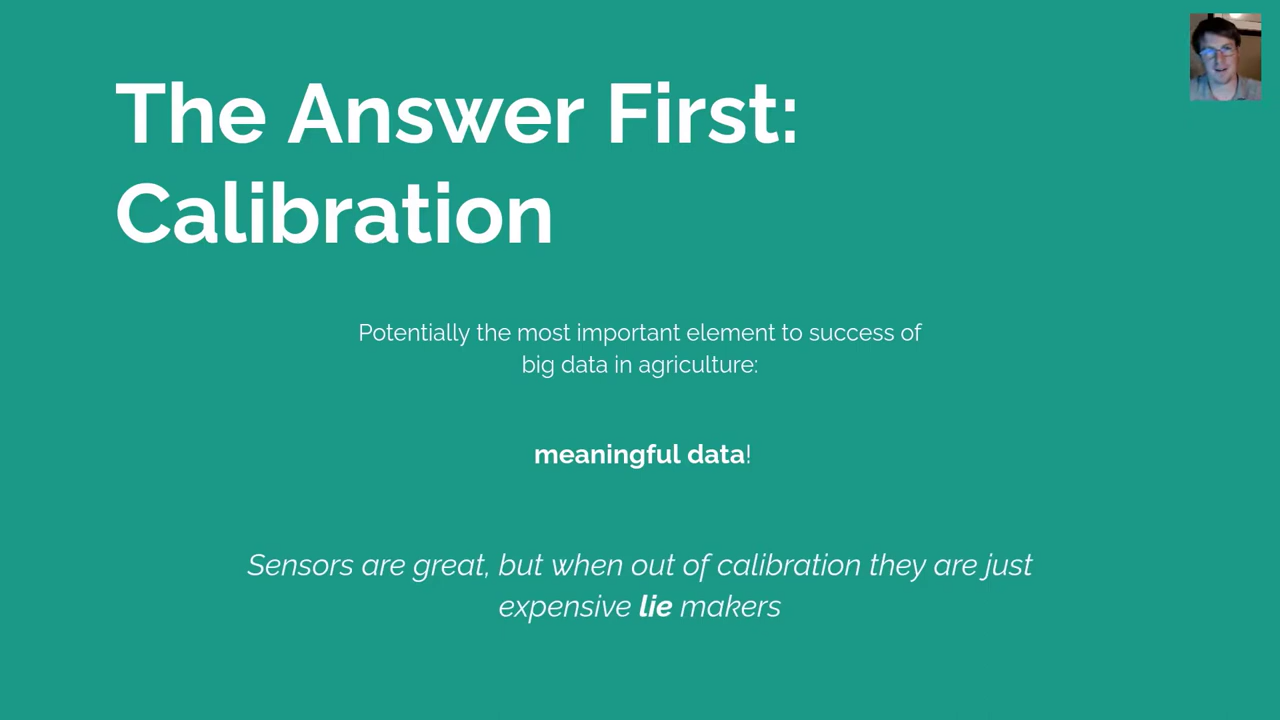 The Answer First:
Calibration
Potentially the most important element to success of
big data in agriculture:
meaningful data!
Sensors are great, but when out of calibration they are just
expensive lie makers